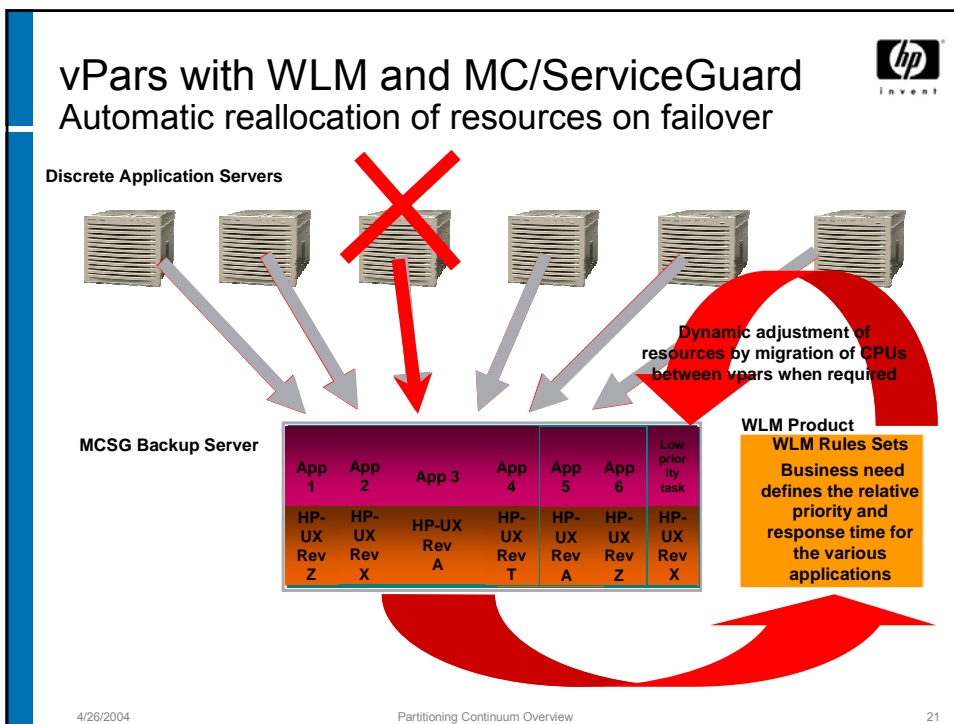 vPars with WLM and MC/ServiceGuard
Automatic reallocation of resources on failover
hp
invent
Discrete Application Servers
Dynamic adjustment of
resources by migration of CPUs
between vpars when required
MCSG Backup Server
App
1
App
2
App 3
App
4
App
5
App
6
Low
prior
ity
task
HP-
UX
Rev
Z
HP-
UX
Rev
X
HP-UX
Rev
A
HP-
UX
Rev
T
HP-
UX
Rev
A
HP-
UX
Rev
Z
HP-
UX
Rev
X
WLM Product
WLM Rules Sets
Business need
defines the relative
priority and
response time for
the various
applications
4/26/2004
Partitioning Continuum Overview
21